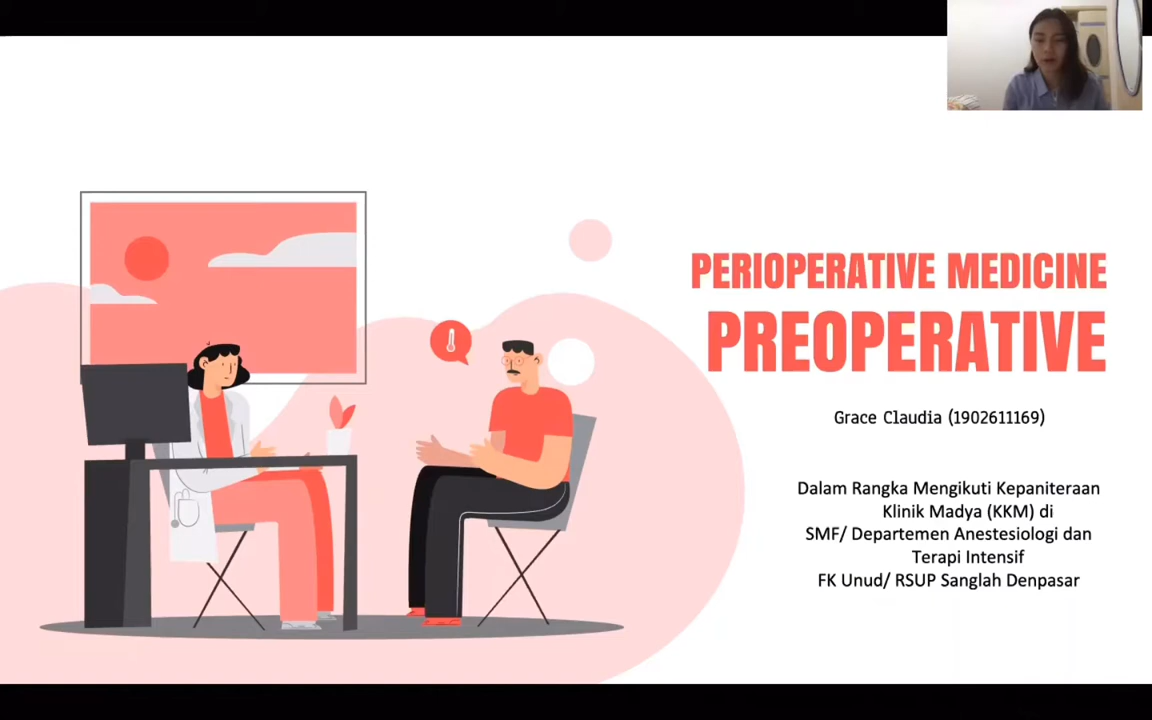 PERIOPERATIVE MEDICINE
PREOPERATIVE
Grace Claudia (1902611169)
Dalam Rangka Mengikuti Kepaniteraan
Klinik Madya (KKM) di
SMF/ Departemen Anestesiologi dan
Terapi Intensif
FK Unud/ RSUP Sanglah Denpasar